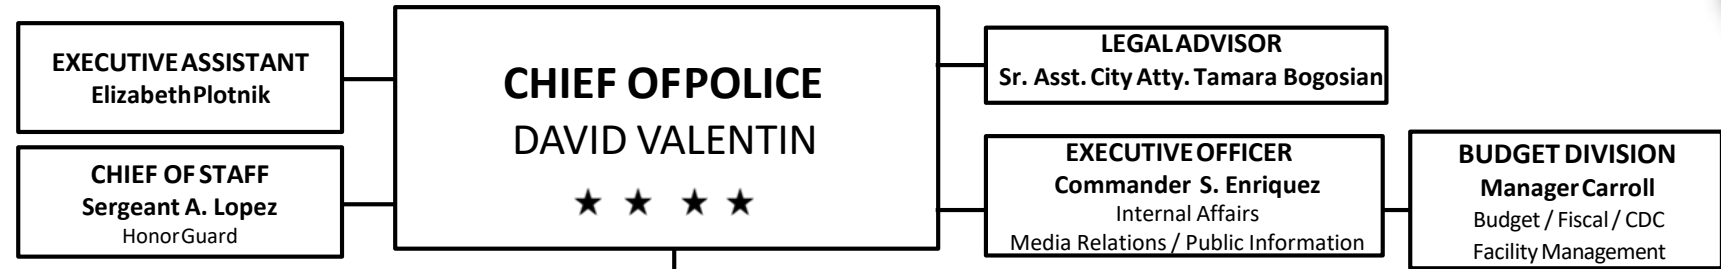 EXECUTIVE ASSISTANT
Elizabeth Plotnik
CHIEF OF STAFF
Sergeant A. Lopez
Honor Guard
CHIEF OF POLICE
DAVID VALENTIN
★ ★ ★ ★
LEGAL ADVISOR
Sr. Asst. City Atty. Tamara Bogosian
EXECUTIVE OFFICER
Commander S. Enriquez
Internal Affairs
Media Relations / Public Information
BUDGET DIVISION
Manager Carroll
Budget / Fiscal / CDC
Facility Management